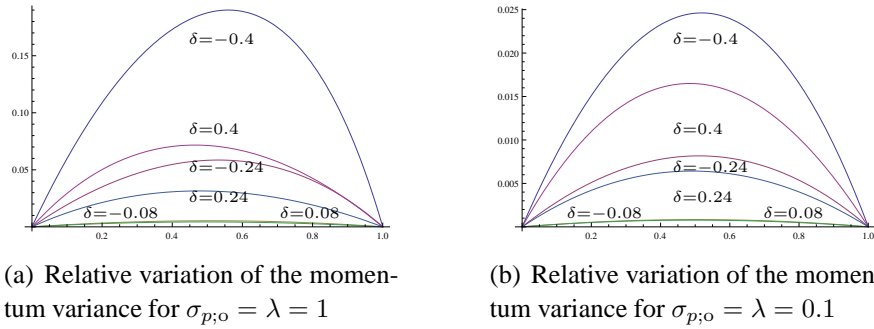 0.15
0.10
0.05
δ=−0.4
δ=0.4
δ=−0.24
δ=0.24
δ=−0.08 δ=0.08
0.2 0.4 0.6 0.8 1.0
(a) Relative variation of the momen-
tum variance for σp;o = λ = 1
0.025
0.020
0.015
0.010
0.005
δ=−0.4
δ=0.4
δ=−0.24
δ=0.24
δ=−0.08 δ=0.08
0.2 0.4 0.6 0.8 1.0
(b) Relative variation of the momen
tum variance for σp;o = λ = 0.1